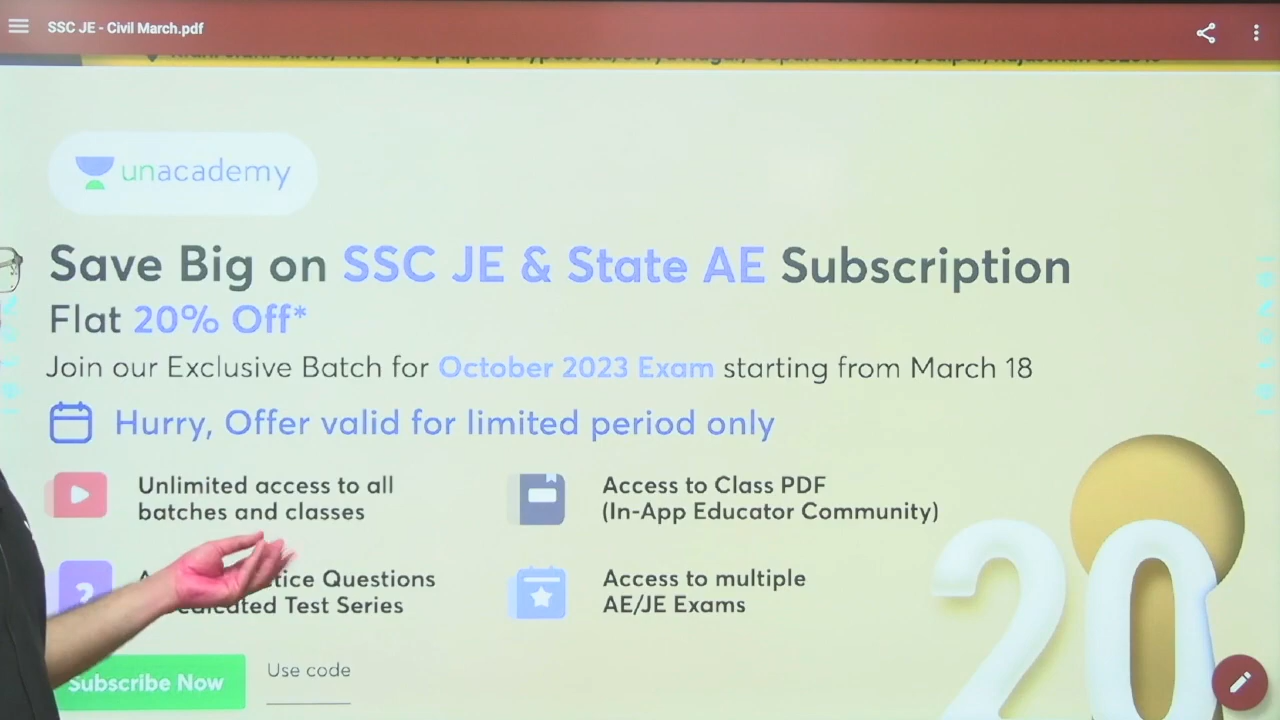 SSC JE - Civil March.pdf
unacademy
Save Big on SSC JE & State AE Subscription
Flat 20% Off*
Join our Exclusive Batch for October 2023 Exam starting from March 18
Hurry, Offer valid for limited period only
Unlimited access to all
batches and classes
Access to Class PDF
(In-App Educator Community)
Questions
Test Series
Access to multiple
AE/JE Exams
Subscribe Now
Use code
20